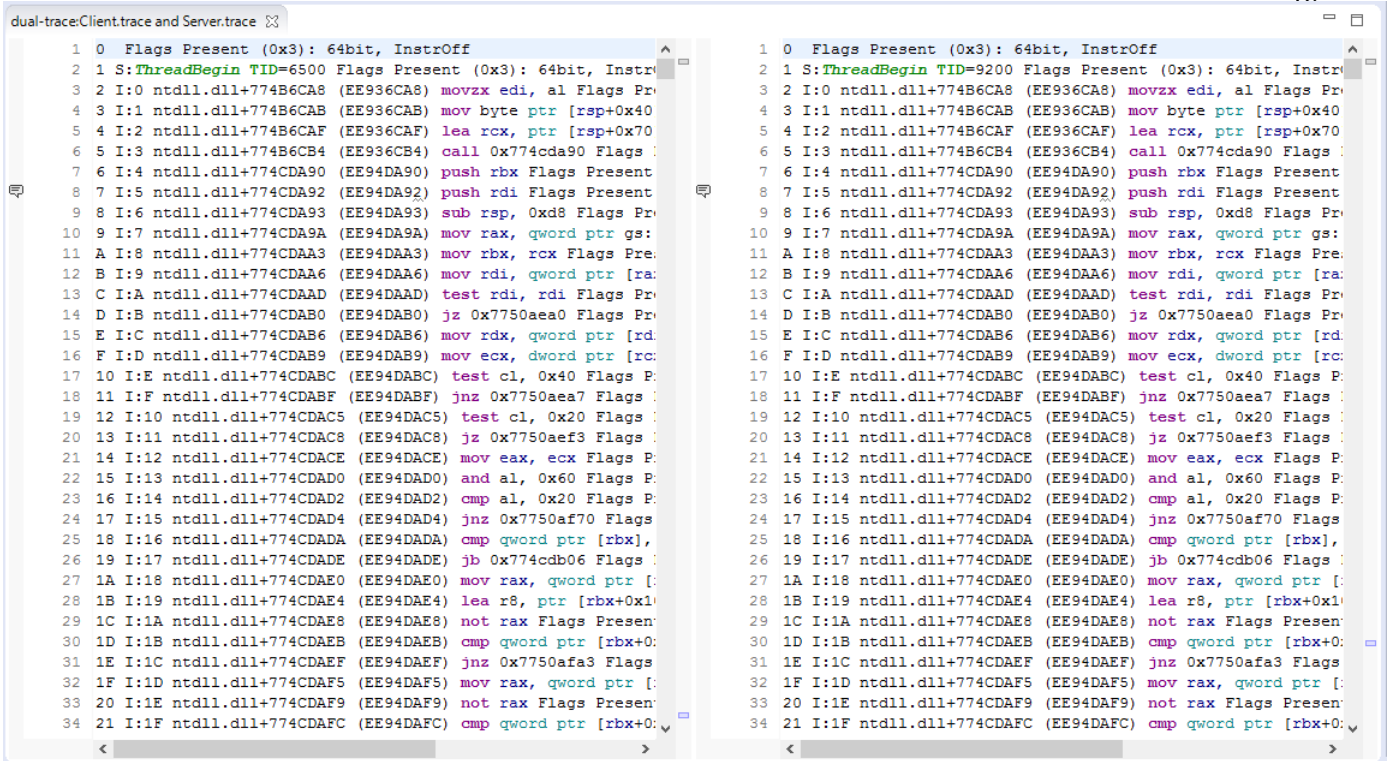 dual-trace:Client.trace and Server.trace
1 0 Flags Present (0x3): 64bit, InstrOff
2 1 S:ThreadBegin TID=6500 Flags Present (0x3): 64bit, Instr
3 2 I:0 ntdll.dll+774B6CA8 (EE936CA8) movzx edi, al Flags Pr
4 3 I:1 ntdll.dll+774B6CAB (EE936CAB) mov byte ptr [rsp+0x40
5 4 I:2 ntdll.dll+774B6CAF (EE936CAF) lea rcx, ptr [rsp+0x70
6 5 I:3 ntdll.dll+774B6CB4 (EE936CB4) call 0x774cda90 Flags
7 6 I:4 ntdll.dll+774CDA90 (EE94DA90) push rbx Flags Present
8 7 I:5 ntdll.dll+774CDA92 (EE94DA92) push rdi Flags Present
9 8 I:6 ntdll.dll+774CDA93 (EE94DA93) sub rsp, 0xd8 Flags Pr
10 9 I:7 ntdll.dll+774CDA9A (EE94DA9A) mov rax, qword ptr gs:
11 A I:8 ntdll.dll+774CDAA3 (EE94DAA3) mov rbx, rcx Flags Pre
12 B I:9 ntdll.dll+774CDAA6 (EE94DAA6) mov rdi, qword ptr [ra
13 C I:A ntdll.dll+774CDAAD (EE94DAAD) test rdi, rdi Flags Pr
14 D I:B ntdll.dll+774CDAB0 (EE94DAB0) jz 0x7750aea0 Flags Pr
15 E I:C ntdll.dll+774CDAB6 (EE94DAB6) mov rdx, qword ptr [rd
16 F I:D ntdll.dll+774CDAB9 (EE94DAB9) mov ecx, dword ptr [rc
17 10 I:E ntdll.dll+774CDABC (EE94DABC) test cl, 0x40 Flags P
18 11 I:F ntdll.dll+774CDABF (EE94DABF) jnz 0x7750aea7 Flags
19 12 I:10 ntdll.dll+774CDAC5 (EE94DAC5) test cl, 0x20 Flags
20 13 I:11 ntdll.dll+774CDAC8 (EE94DAC8) jz 0x7750aef3 Flags
21 14 I:12 ntdll.dll+774CDACE (EE94DACE) mov eax, ecx Flags P
22 15 I:13 ntdll.dll+774CDAD0 (EE94DAD0) and al, 0x60 Flags P
23 16 I:14 ntdll.dll+774CDAD2 (EE94DAD2) cmp al, 0x20 Flags P
24 17 I:15 ntdll.dll+774CDAD4 (EE94DAD4) jnz 0x7750af70 Flags
25 18 I:16 ntdll.dll+774CDADA (EE94DADA) cmp qword ptr [rbx],
26 19 I:17 ntdll.dll+774CDADE (EE94DADE) jb 0x774cdb06 Flags
27 1A I:18 ntdll.dll+774CDAE0 (EE94DAE0) mov rax, qword ptr [
28 1B I:19 ntdll.dll+774CDAE4 (EE94DAE4) lea r8, ptr [rbx+0x1
29 1C I:1A ntdll.dll+774CDAE8 (EE94DAE8) not rax Flags Presen
30 1D I:1B ntdll.dll+774CDAEB (EE94DAEB) cmp qword ptr [rbx+0
31 1E I:1C ntdll.dll+774CDAEF (EE94DAEF) jnz 0x7750afa3 Flags
32 1F I:1D ntdll.dll+774CDAF5 (EE94DAF5) mov rax, qword ptr [
33 20 I:1E ntdll.dll+774CDAF9 (EE94DAF9) not rax Flags Presen
34 21 I:1F ntdll.dll+774CDAFC (EE94DAFC) cmp qword ptr [rbx+0
1 0 Flags Present (0x3): 64bit, InstrOff
2 1 S:ThreadBegin TID=9200 Flags Present (0x3): 64bit, Instr
3 2 I:0 ntdll.dll+774B6CA8 (EE936CA8) movzx edi, al Flags Pr
4 3 I:1 ntdll.dll+774B6CAB (EE936CAB) mov byte ptr [rsp+0x40
5 4 I:2 ntdll.dll+774B6CAF (EE936CAF) lea rcx, ptr [rsp+0x70
6 5 I:3 ntdll.dll+774B6CB4 (EE936CB4) call 0x774cda90 Flags
7 6 I:4 ntdll.dll+774CDA90 (EE94DA90) push rbx Flags Present
8 7 I:5 ntdll.dll+774CDA92 (EE94DA92) push rdi Flags Present
9 8 I:6 ntdll.dll+774CDA93 (EE94DA93) sub rsp, 0xd8 Flags Pr
10 9 I:7 ntdll.dll+774CDA9A (EE94DA9A) mov rax, qword ptr gs:
11 A I:8 ntdll.dll+774CDAA3 (EE94DAA3) mov rbx, rcx Flags Pre
12 B I:9 ntdll.dll+774CDAA6 (EE94DAA6) mov rdi, qword ptr [ra
13 C I:A ntdll.dll+774CDAAD (EE94DAAD) test rdi, rdi Flags Pr
14 D I:B ntdll.dll+774CDAB0 (EE94DAB0) jz 0x7750aea0 Flags Pr
15 E I:C ntdll.dll+774CDAB6 (EE94DAB6) mov rdx, qword ptr [rd
16 F I:D ntdll.dll+774CDAB9 (EE94DAB9) mov ecx, dword ptr [rc
17 10 I:E ntdll.dll+774CDABC (EE94DABC) test cl, 0x40 Flags P
18 11 I:F ntdll.dll+774CDABF (EE94DABF) jnz 0x7750aea7 Flags
19 12 I:10 ntdll.dll+774CDAC5 (EE94DAC5) test cl, 0x20 Flags
20 13 I:11 ntdll.dll+774CDAC8 (EE94DAC8) jz 0x7750aef3 Flags
21 14 I:12 ntdll.dll+774CDACE (EE94DACE) mov eax, ecx Flags P
22 15 I:13 ntdll.dll+774CDAD0 (EE94DAD0) and al, 0x60 Flags P
23 16 I:14 ntdll.dll+774CDAD2 (EE94DAD2) cmp al, 0x20 Flags P
24 17 I:15 ntdll.dll+774CDAD4 (EE94DAD4) jnz 0x7750af70 Flags
25 18 I:16 ntdll.dll+774CDADA (EE94DADA) cmp qword ptr [rbx],
26 19 I:17 ntdll.dll+774CDADE (EE94DADE) jb 0x774cdb06 Flags
27 1A I:18 ntdll.dll+774CDAE0 (EE94DAE0) mov rax, qword ptr [
28 1B I:19 ntdll.dll+774CDAE4 (EE94DAE4) lea r8, ptr [rbx+0x1
29 1C I:1A ntdll.dll+774CDAE8 (EE94DAE8) not rax Flags Presen
30 1D I:1B ntdll.dll+774CDAEB (EE94DAEB) cmp qword ptr [rbx+0
31 1E I:1C ntdll.dll+774CDAEF (EE94DAEF) jnz 0x7750afa3 Flags
32 1F I:1D ntdll.dll+774CDAF5 (EE94DAF5) mov rax, qword ptr [
33 20 I:1E ntdll.dll+774CDAF9 (EE94DAF9) not rax Flags Presen
34 21 I:1F ntdll.dll+774CDAFC (EE94DAFC) cmp qword ptr [rbx+0